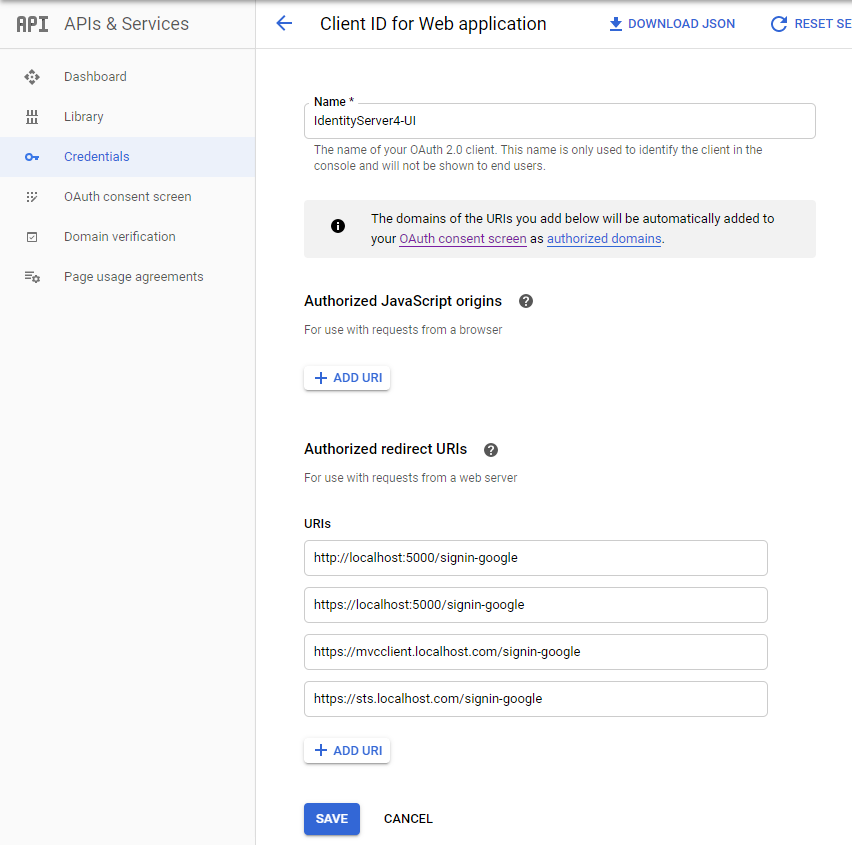 API APIs & Services
Client ID for Web application
DOWNLOAD JSON
RESET SE
Dashboard
Library
Credentials
OAuth consent screen
Domain verification
Page usage agreements
Name *
IdentityServer4-UI
The name of your OAuth 2.0 client. This name is only used to identify the client in the
console and will not be shown to end users.
The domains of the URIs you add below will be automatically added to
your OAuth consent screen as authorized domains.
Authorized JavaScript origins
For use with requests from a browser
ADD URI
Authorized redirect URIs
For use with requests from a web server
URIs
http://localhost:5000/signin-google
https://localhost:5000/signin-google
https://mvcclient.localhost.com/signin-google
https://sts.localhost.com/signin-google
ADD URI
SAVE
CANCEL